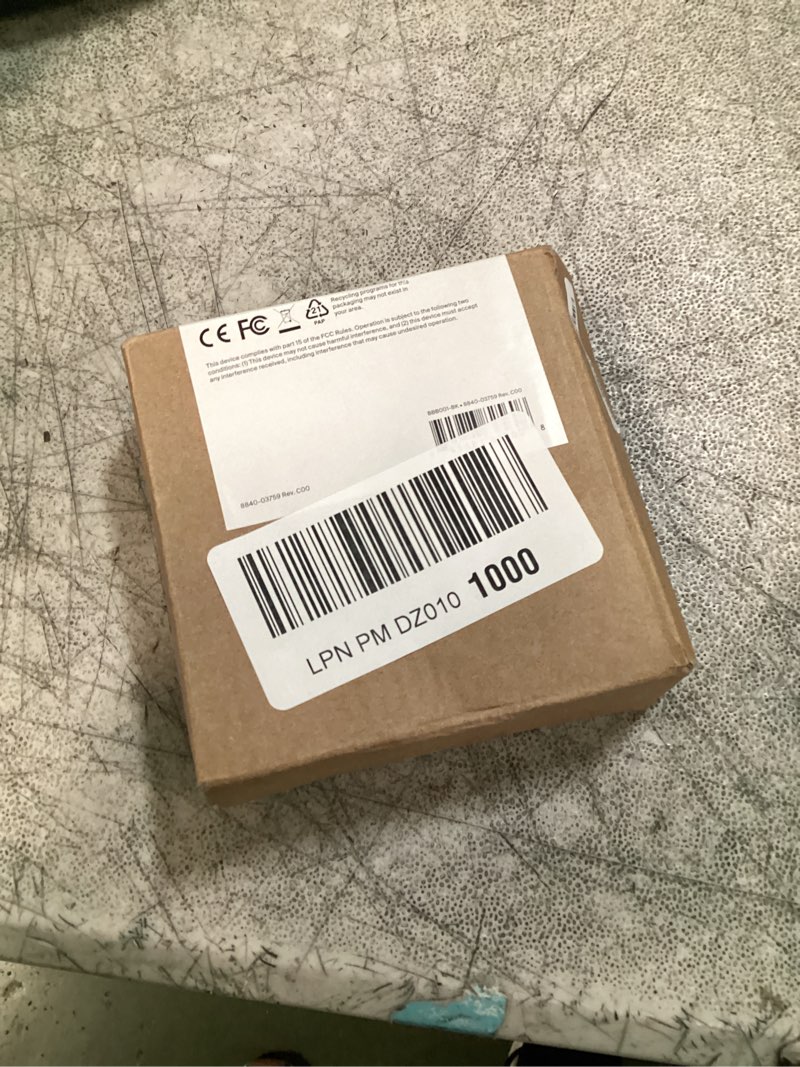 CE FC 21 PAP
Recycling programs for this
packaging may not exist in
your area.
This device complies with part 15 of the FCC Rules. Operation is subject to the following two
conditions: (1) This device may not cause harmful interference, and (2) this device must accept
any interference received, including interference that may cause undesired operation.
BBB001-BK • 8840-03759 Rev. C00
8
8840-03759 Rev. C00
LPN PM DZ010 1000